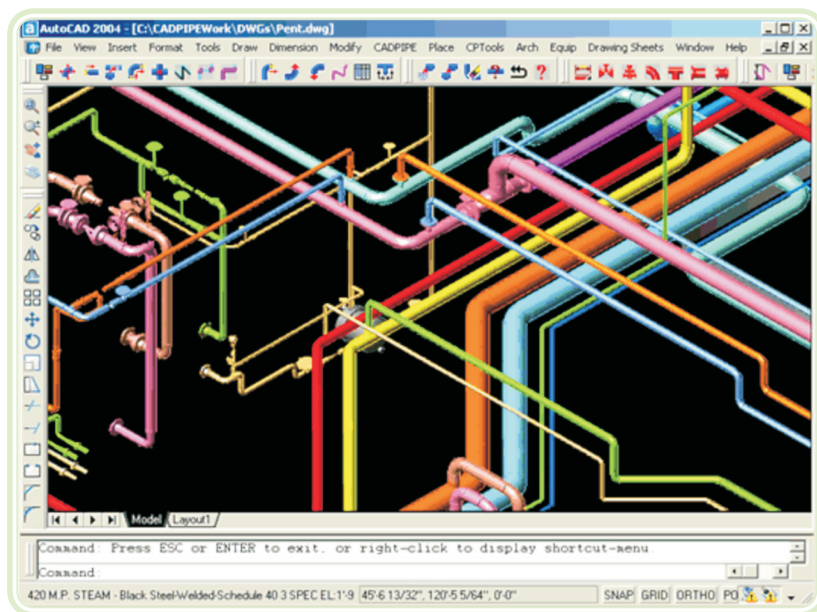 AutoCAD 2004 - [C:\CADPIPEWork\DWGs\Pent.dwg]
File View Insert Format Tools Draw Dimension Modify CADPIPE Place CPTools Arch Equip Drawing Sheets Window Help
Model Layout1
Command: Press ESC or ENTER to exit, or right-click to display shortcut-menu.
Command:
420 M.P. STEAM - Black Steel-Welded-Schedule 40 3 SPEC EL:1'-9 45'-6 13/32", 120'-5 5/64", 0'-0" SNAP GRID ORTHO PO